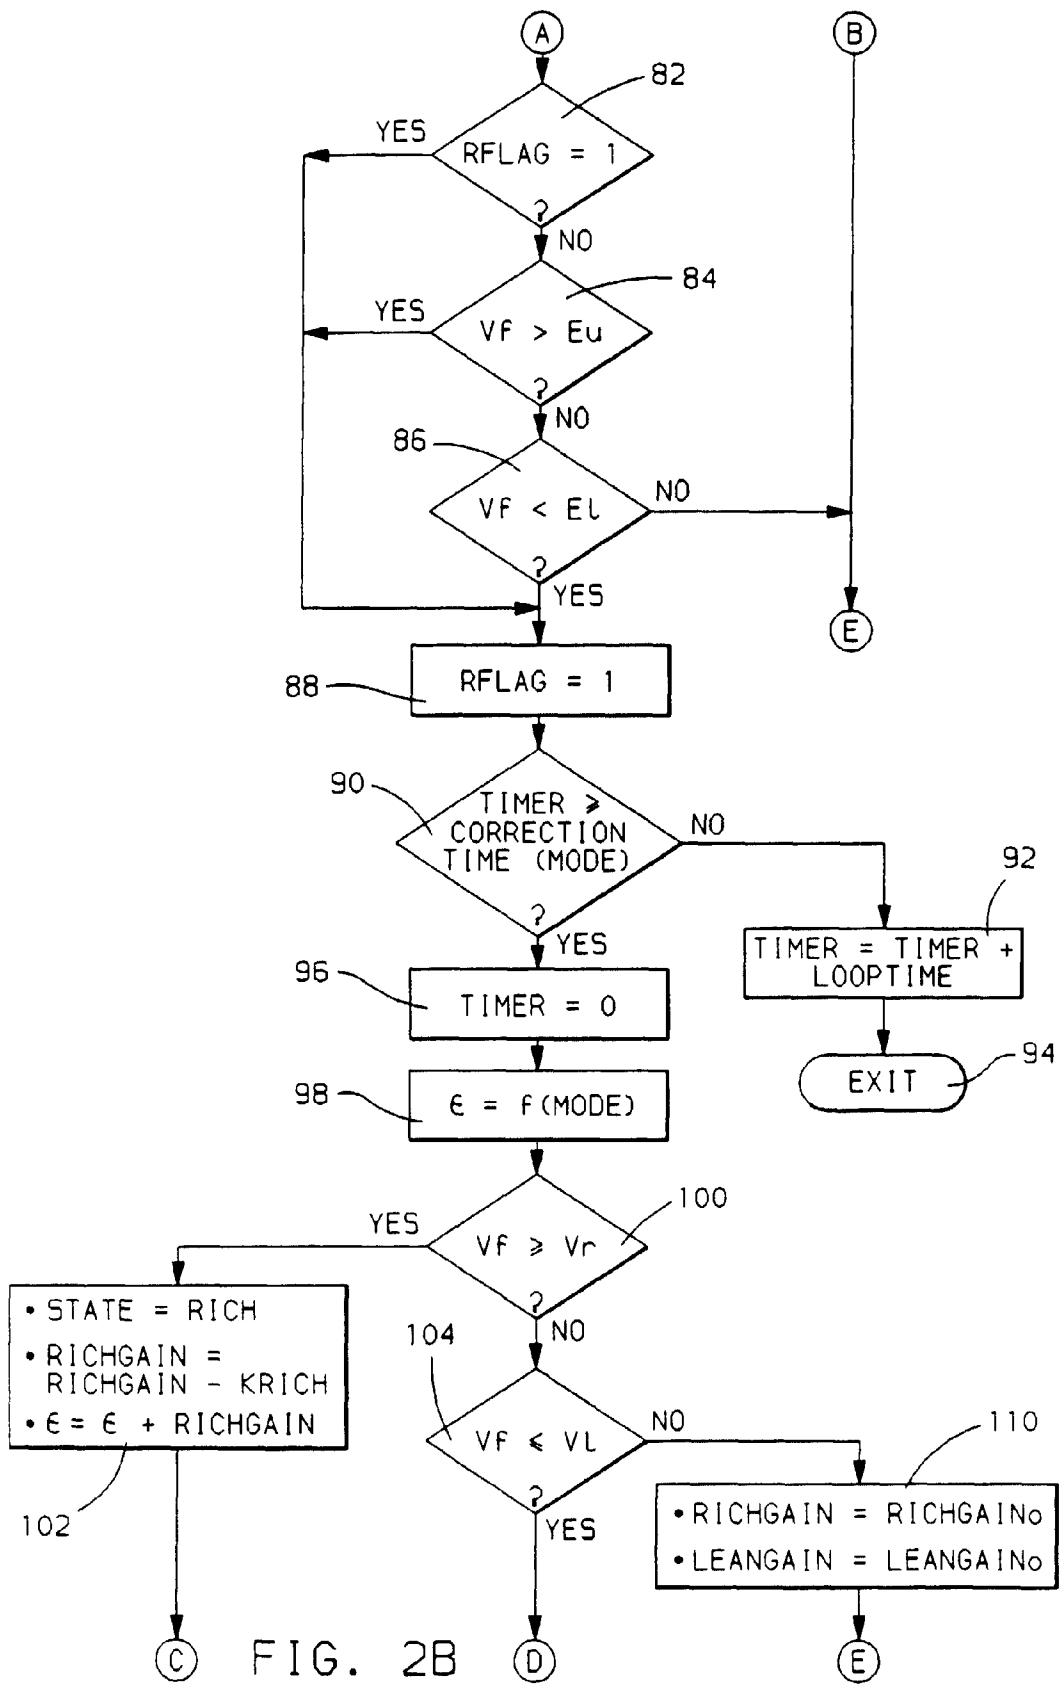 A
B
82
YES
RFLAG = 1
?
NO
84
YES
Vf > Eu
?
NO
86
Vf < El
NO
?
YES
E
88
RFLAG = 1
90
TIMER ≥
CORRECTION
TIME (MODE)
?
NO
YES
92
TIMER = TIMER +
LOOPTIME
96
TIMER = 0
94
EXIT
98
ϵ = f(MODE)
100
YES
Vf ≥ Vr
?
NO
• STATE = RICH
• RICHGAIN =
RICHGAIN - KRICH
• ϵ = ϵ + RICHGAIN
102
104
Vf ≤ Vl
?
NO
YES
110
• RICHGAIN = RICHGAINo
• LEANGAIN = LEANGAINo
C
FIG. 2B
D
E